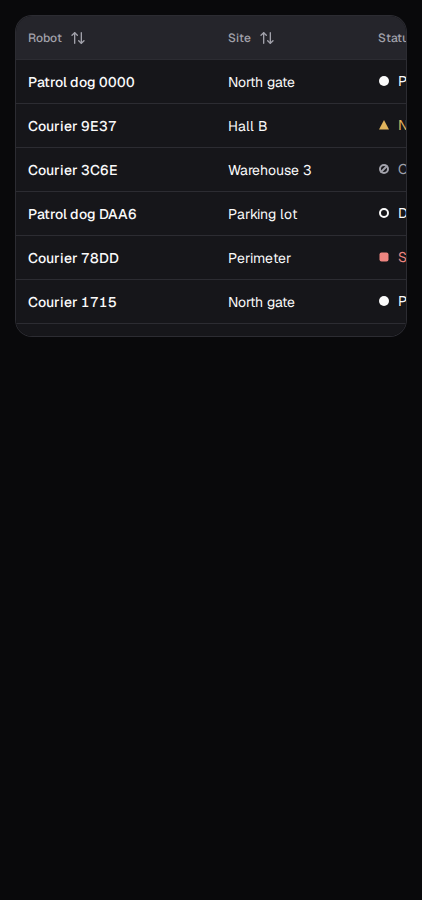 Robot Site
Patrol dog 0000 North gate
Courier 9E37 Hall B
Courier 3C6E Warehouse 3
Patrol dog DAA6 Parking lot
Courier 78DD Perimeter
Courier 1715 North gate